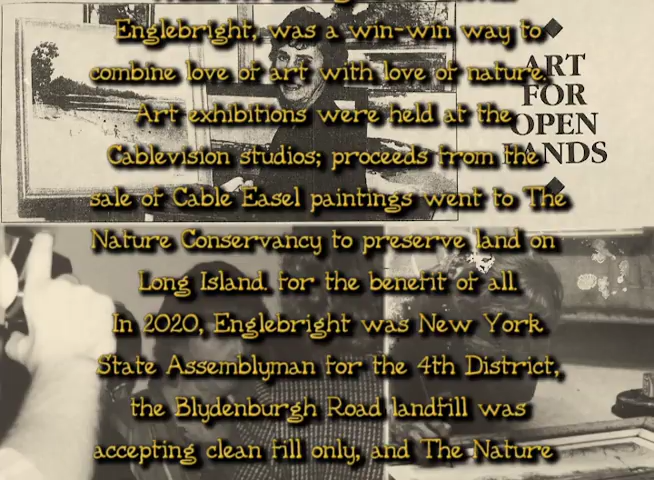 Englebright, was a win-win way to
combine love of art with love of nature.
Art exhibitions were held at the
Cablevision studios; proceeds from the
sale of Cable Easel paintings went to The
Nature Conservancy to preserve land on
Long Island. for the benefit of all.
In 2020, Englebright was New York
State Assemblyman for the 4th District,
the Blydenburgh Road landfill was
accepting clean fill only, and The Nature
ART
FOR
OPEN
LANDS